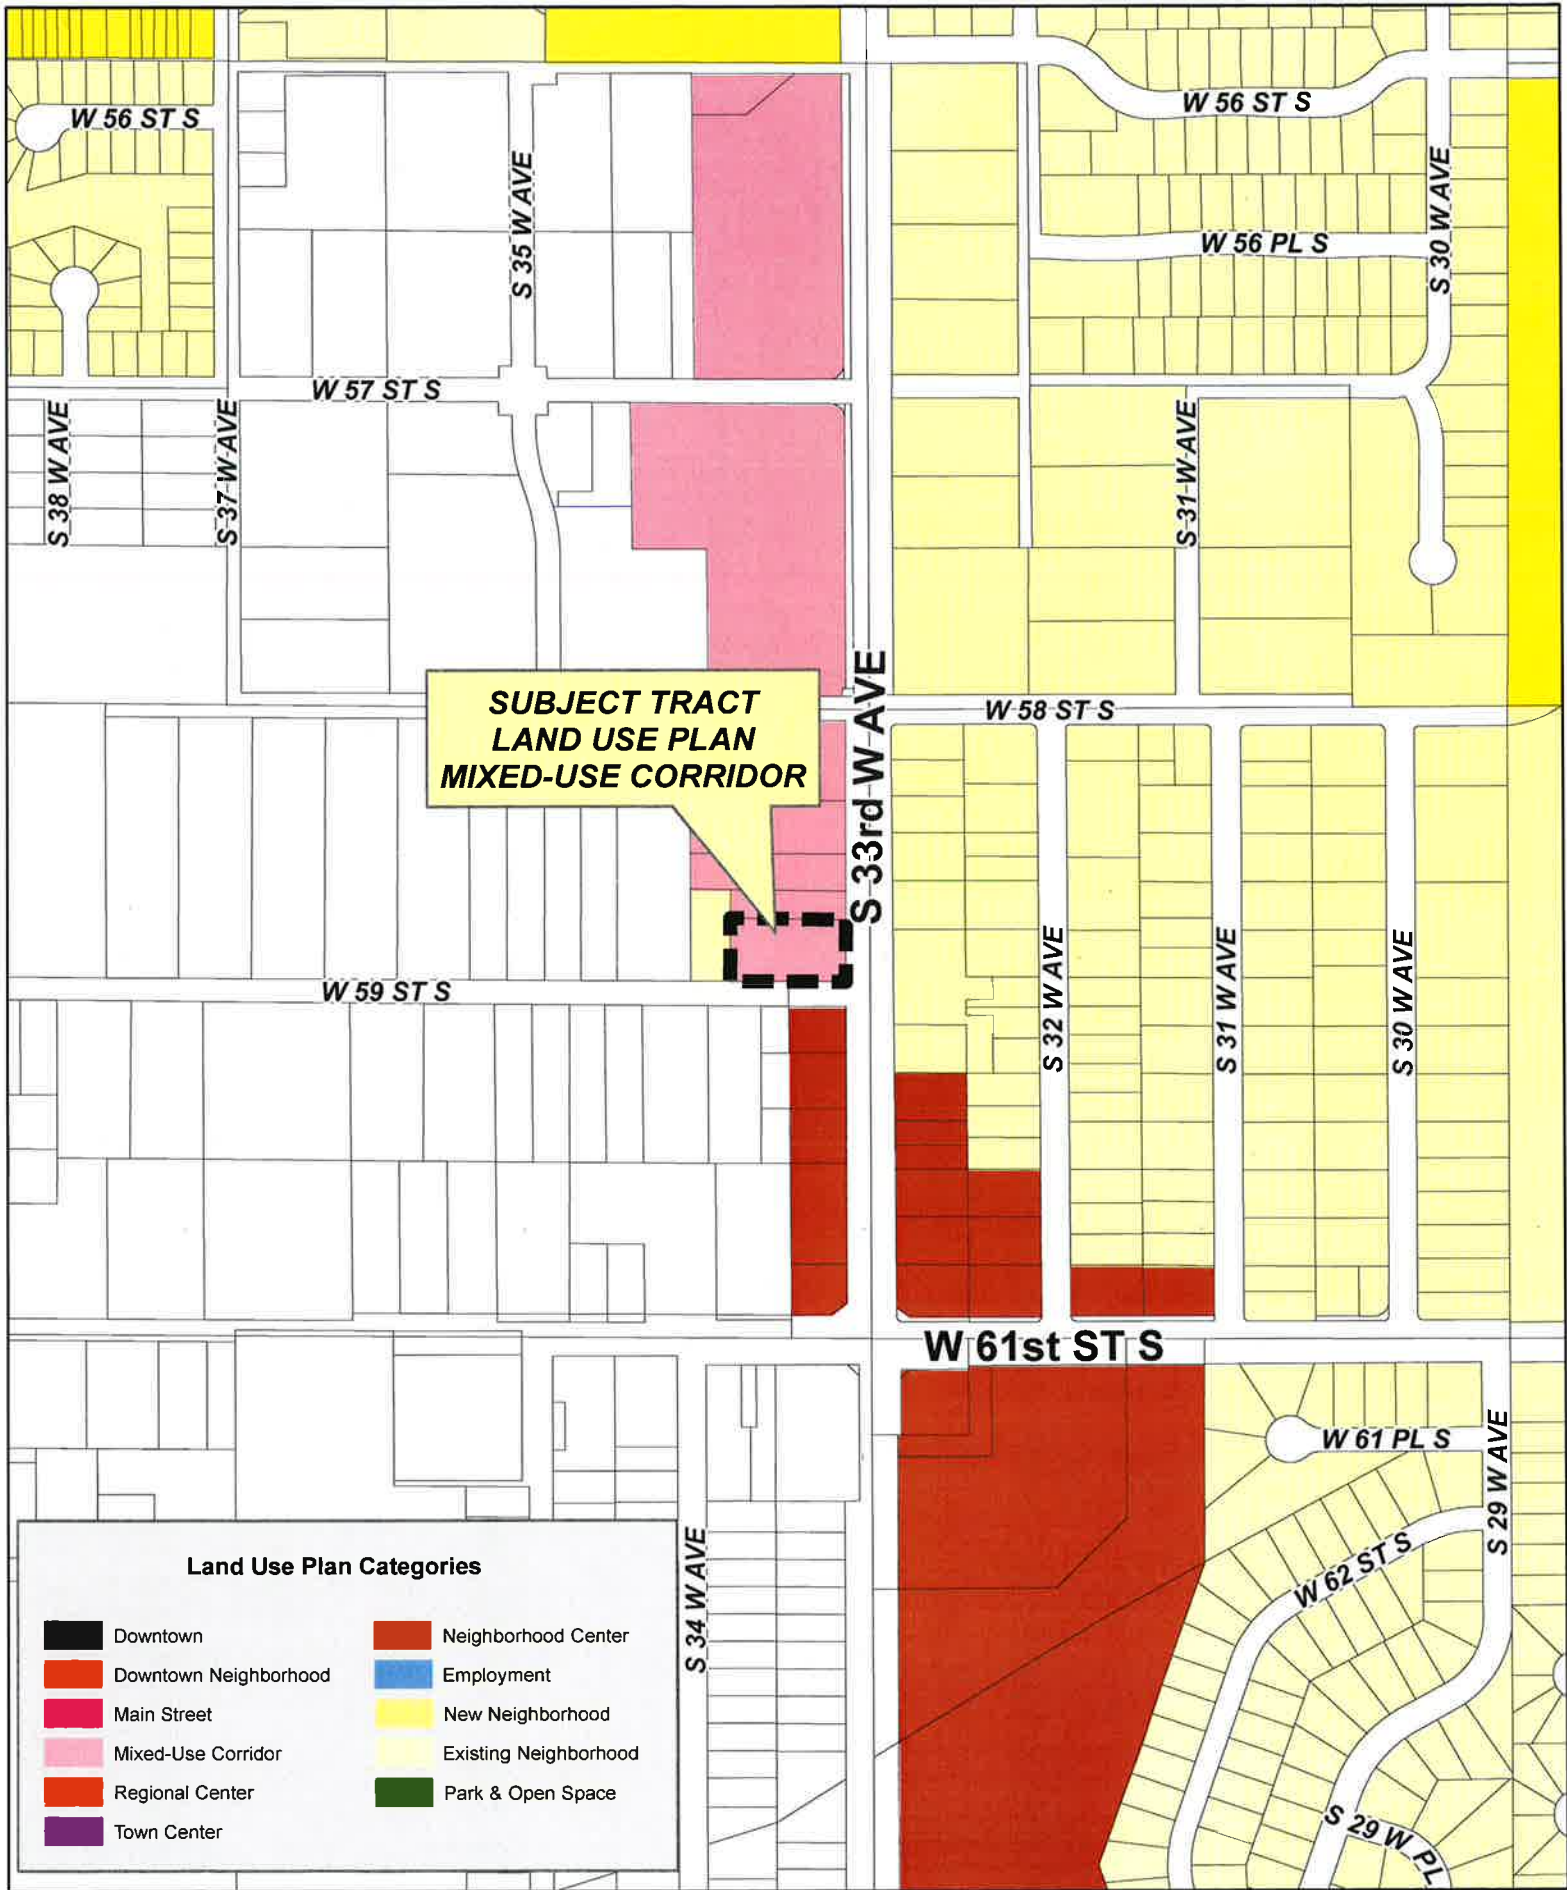 W 56 ST S
W 56 ST S
S 35 W AVE
S 30 W AVE
W 56 PL S
W 57 ST S
S 38 W AVE
S 37 W AVE
S 31 W AVE
SUBJECT TRACT
LAND USE PLAN
MIXED-USE CORRIDOR
S 33rd W AVE
W 58 ST S
W 59 ST S
S 32 W AVE
S 31 W AVE
S 30 W AVE
W 61st ST S
W 61 PL S
S 29 W AVE
W 62 ST S
S 34 W AVE
S 29 W PL
Land Use Plan Categories
Downtown
Downtown Neighborhood
Main Street
Mixed-Use Corridor
Regional Center
Town Center
Neighborhood Center
Employment
New Neighborhood
Existing Neighborhood
Park & Open Space